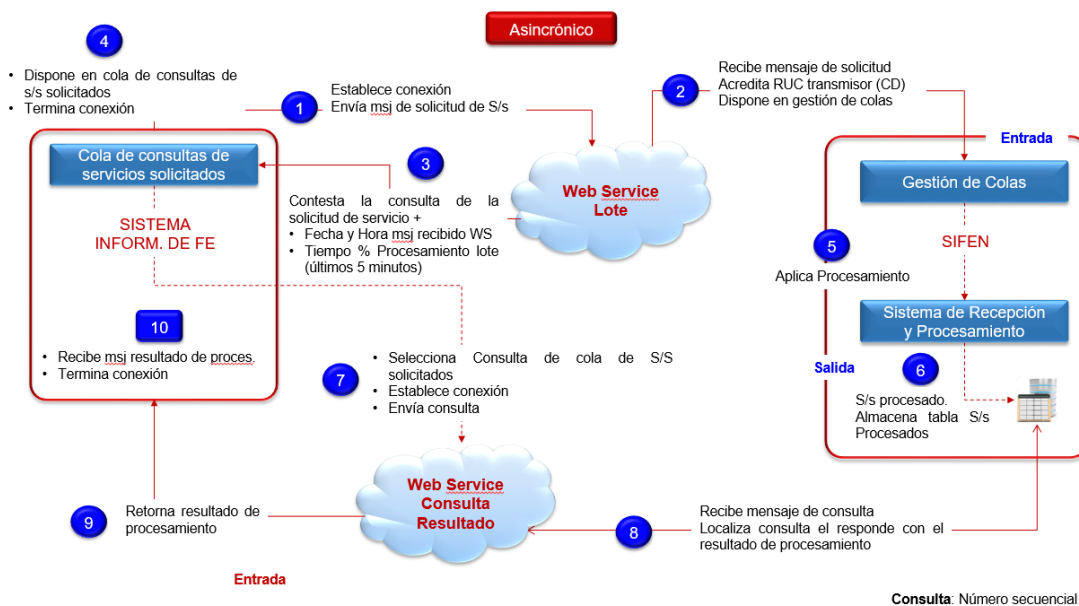 Asincrónico
4
• Dispone en cola de consultas de
s/s solicitados
• Termina conexión
1
Establece conexión
Envía msj de solicitud de S/s
2
Recibe mensaje de solicitud
Acredita RUC transmisor (CD)
Dispone en gestión de colas
Cola de consultas de
servicios solicitados
SISTEMA
INFORM. DE FE
3
Contesta la consulta de la
solicitud de servicio +
• Fecha y Hora msj recibido WS
• Tiempo % Procesamiento lote
(últimos 5 minutos)
Web Service
Lote
Entrada
Gestión de Colas
SIFEN
5
Aplica Procesamiento
Sistema de Recepción
y Procesamiento
Salida
6
S/s procesado.
Almacena tabla S/s
Procesados
10
• Recibe msj resultado de proces.
• Termina conexión
7
• Selecciona Consulta de cola de S/S
solicitados
• Establece conexión
• Envía consulta
Web Service
Consulta
Resultado
9
Retorna resultado de
procesamiento
8
Recibe mensaje de consulta
Localiza consulta el responde con el
resultado de procesamiento
Entrada
Consulta: Número secuencial